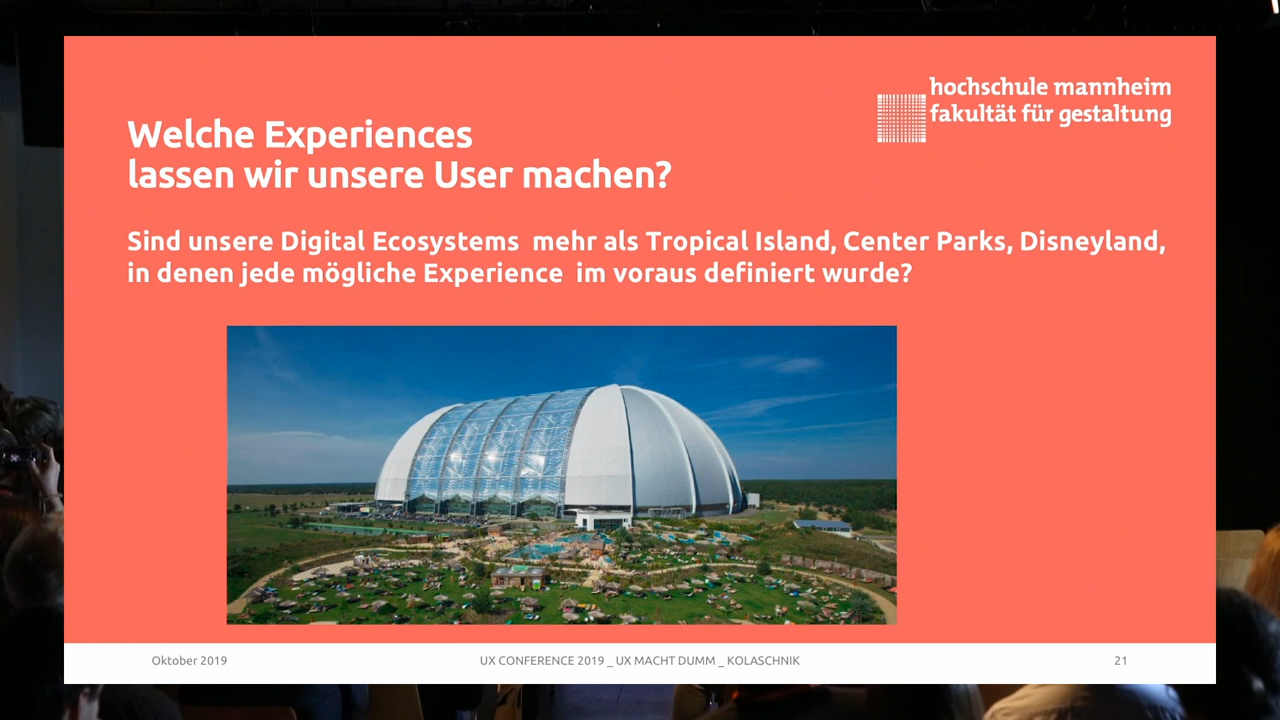 hochschule mannheim
fakultät für gestaltung
Welche Experiences
lassen wir unsere User machen?
Sind unsere Digital Ecosystems  mehr als Tropical Island, Center Parks, Disneyland,
in denen jede mögliche Experience  im voraus definiert wurde?
Oktober 2019
UX CONFERENCE 2019 _ UX MACHT DUMM _ KOLASCHNIK
21